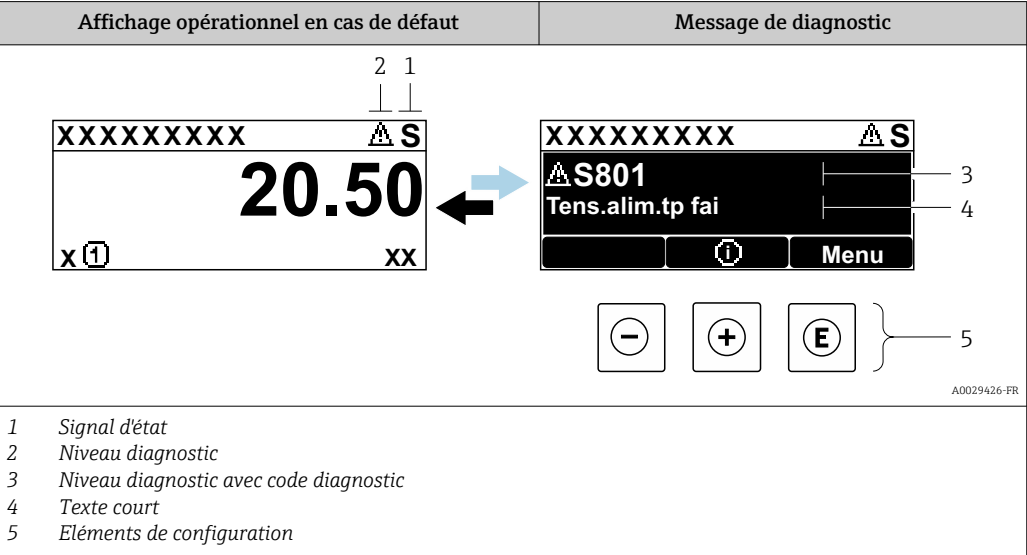 Affichage opérationnel en cas de défaut
Message de diagnostic
2 1
XXXXXXXXX ⚠ S
20.50
x 1 xx
XXXXXXXXX ⚠ S
⚠S801
Tens.alim.tp fai
i Menu
3
4
− + E
5
A0029426-FR
1 Signal d'état
2 Niveau diagnostic
3 Niveau diagnostic avec code diagnostic
4 Texte court
5 Eléments de configuration